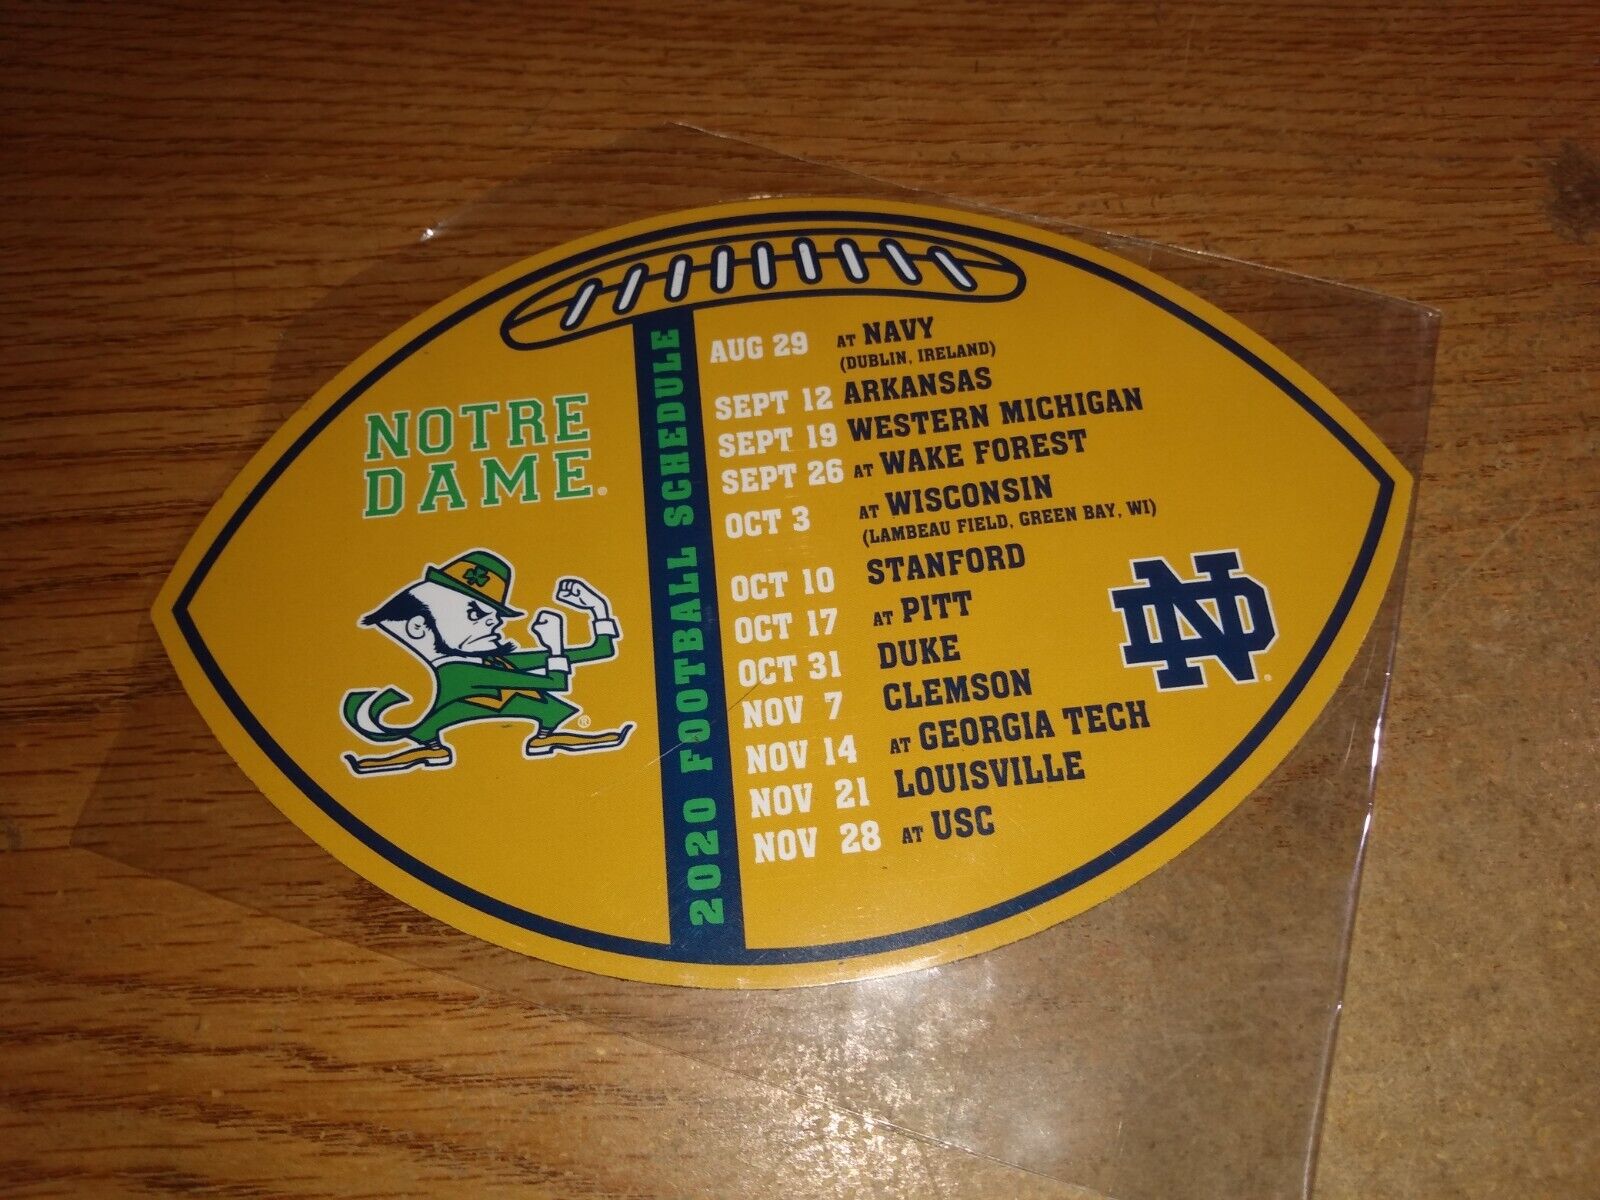 NOTRE
DAME®
2020 FOOTBALL SCHEDULE
AUG 29 AT NAVY
(DUBLIN, IRELAND)
SEPT 12 ARKANSAS
SEPT 19 WESTERN MICHIGAN
SEPT 26 AT WAKE FOREST
OCT 3 AT WISCONSIN
(LAMBEAU FIELD, GREEN BAY, WI)
OCT 10 STANFORD
OCT 17 AT PITT
OCT 31 DUKE
NOV 7 CLEMSON
NOV 14 AT GEORGIA TECH
NOV 21 LOUISVILLE
NOV 28 AT USC
ND
®